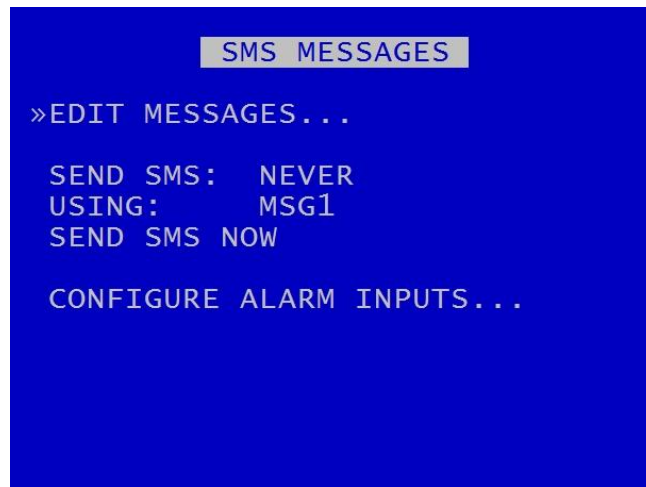 SMS MESSAGES
»EDIT MESSAGES...
SEND SMS: NEVER
USING: MSG1
SEND SMS NOW
CONFIGURE ALARM INPUTS...